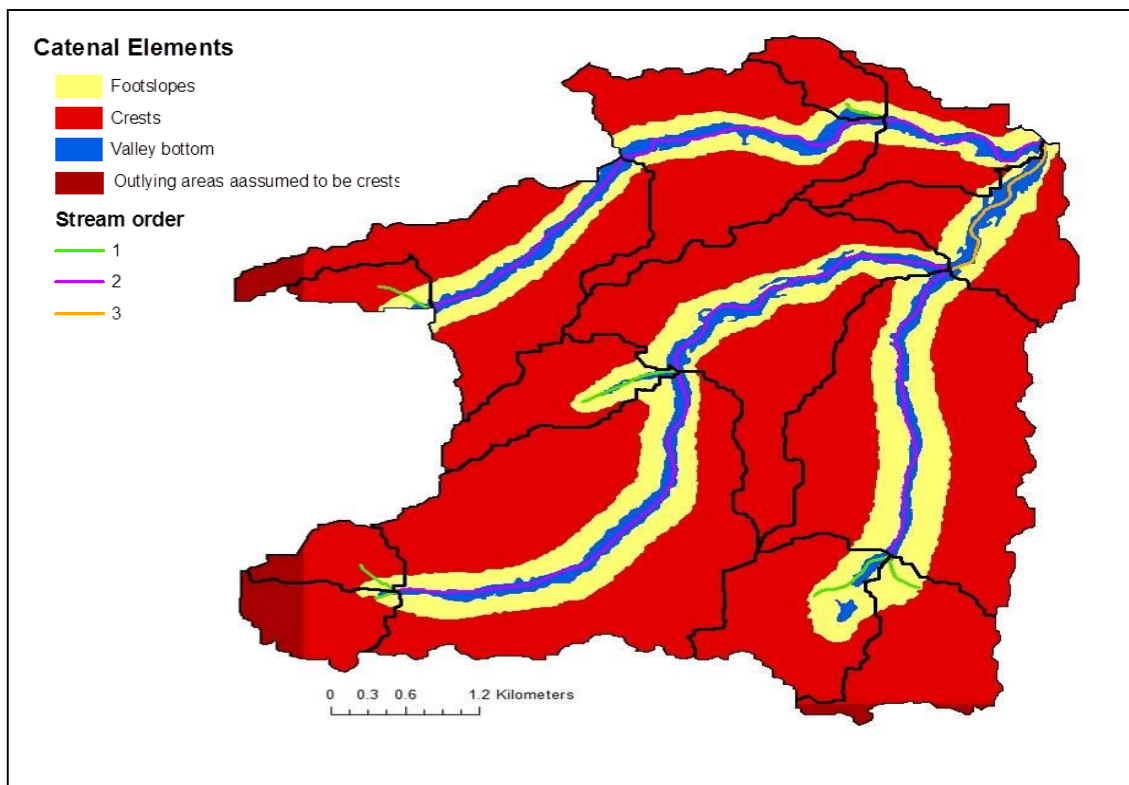 Catenal Elements
Footslopes
Crests
Valley bottom
Outlying areas aassumed to be crests
Stream order
1
2
3
0 0.3 0.6 1.2 Kilometers